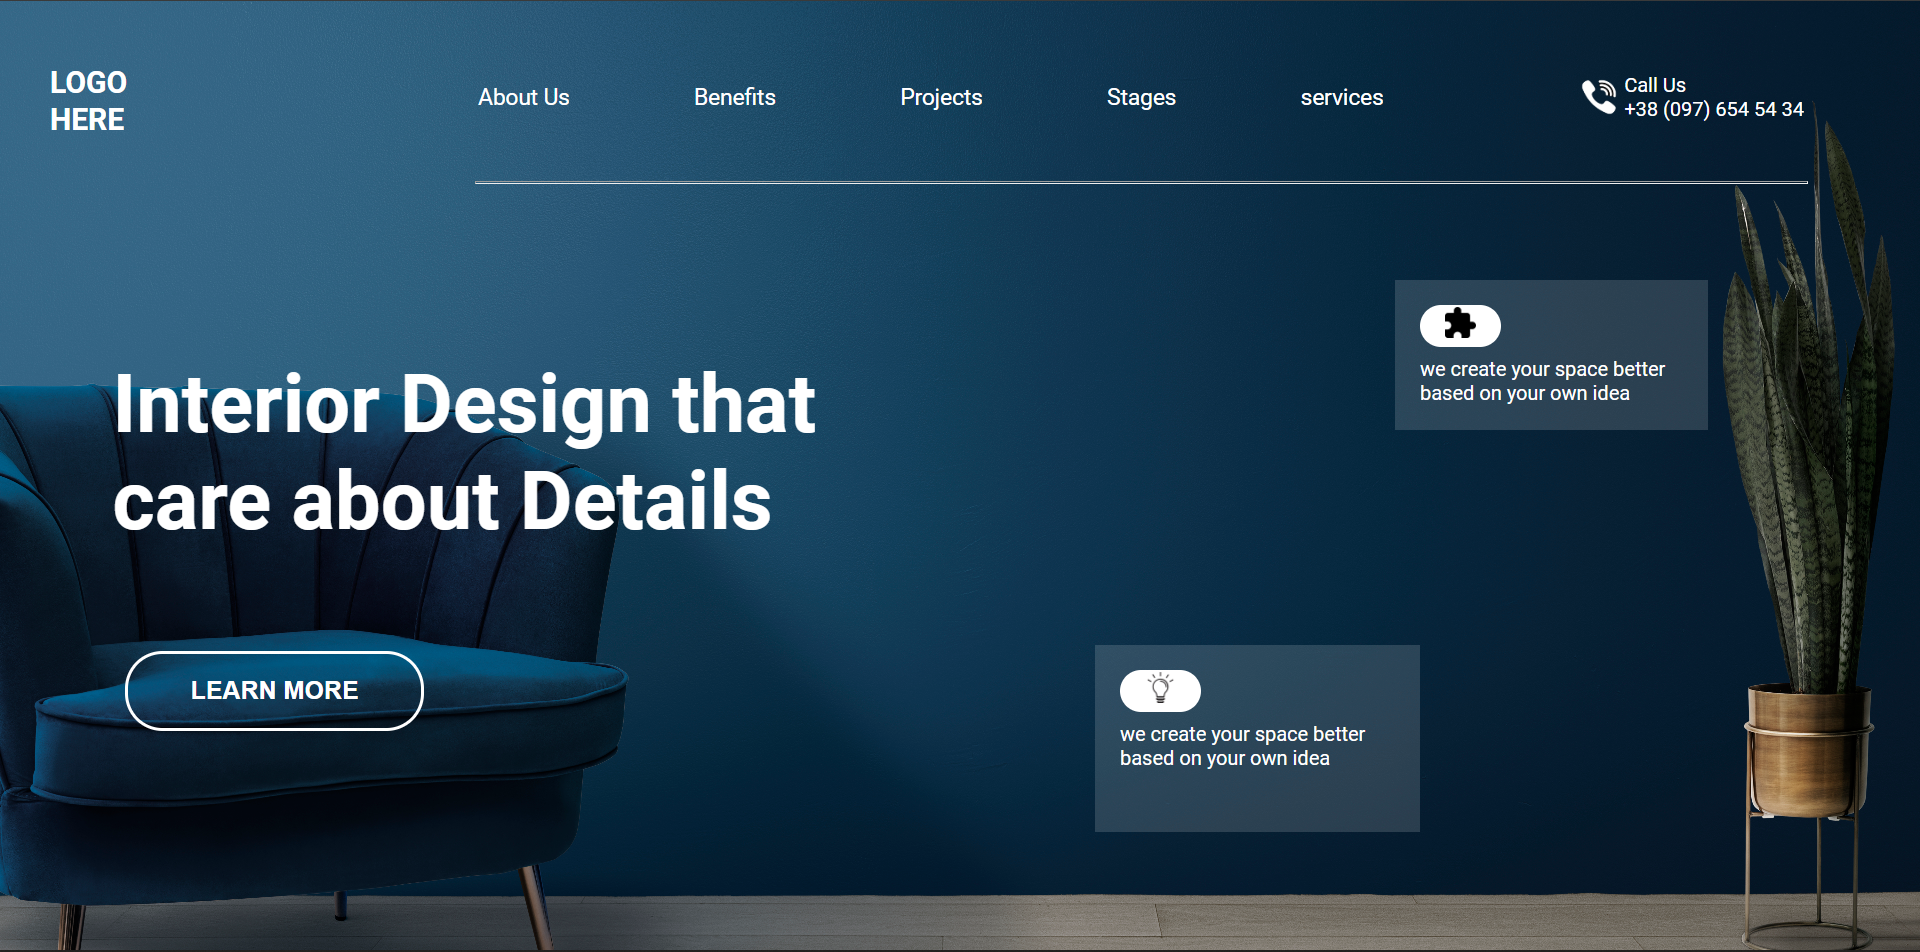 LOGO
HERE
About Us
Benefits
Projects
Stages
services
Call Us
+38 (097) 654 54 34
we create your space better
based on your own idea
Interior Design that
care about Details
LEARN MORE
we create your space better
based on your own idea